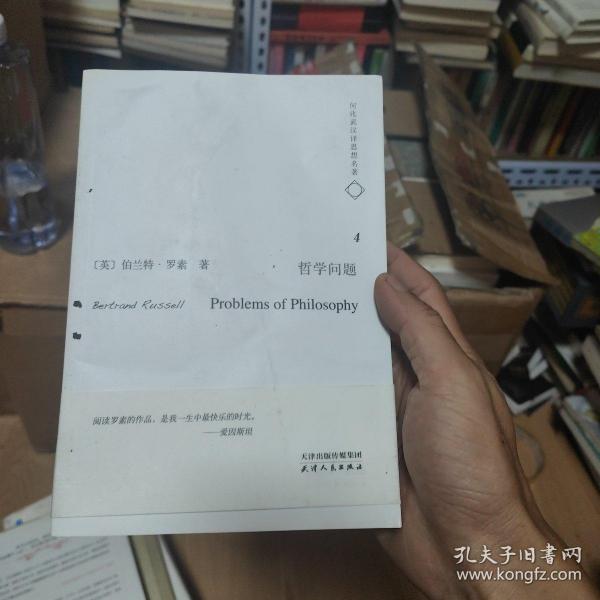 何兆武汉译思想名著
4
[英] 伯兰特·罗素 著
哲学问题
Bertrand Russell
Problems of Philosophy
阅读罗素的作品，是我一生中最快乐的时光。
——爱因斯坦
天津出版传媒集团
天津人民出版社
孔夫子旧书网
www.kongfz.com